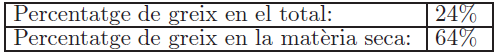 Percentatge de greix en el total: 24%
Percentatge de greix en la matèria seca: 64%